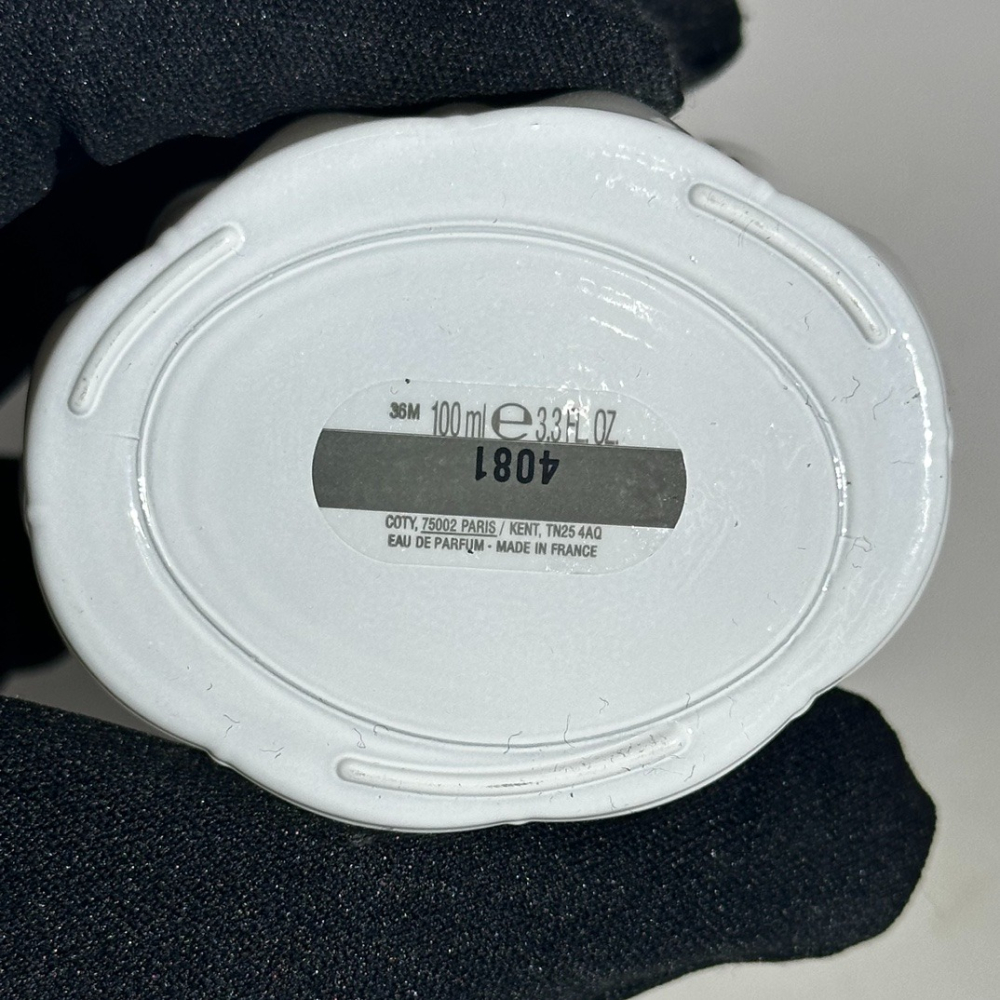 36M 100 ml e 3.3 FL. OZ.
4081
COTY, 75002 PARIS / KENT, TN25 4AQ
EAU DE PARFUM - MADE IN FRANCE